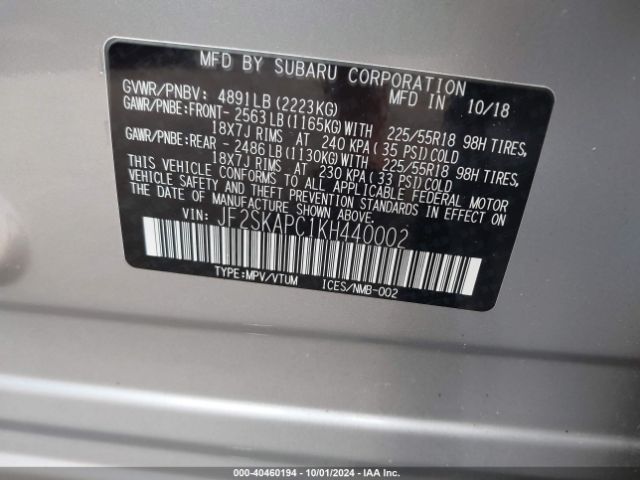 MFD BY SUBARU CORPORATION
GVWR/PNBV: 4891LB (2223KG) MFD IN 10/18
GAWR/PNBE: FRONT- 2563LB (1165KG) WITH 225/55R18 98H TIRES,
18X7J RIMS AT 240 KPA (35 PSI) COLD
GAWR/PNBE: REAR - 2486LB (1130KG) WITH 225/55R18 98H TIRES,
18X7J RIMS AT 230 KPA (33 PSI) COLD
THIS VEHICLE CONFORMS TO ALL APPLICABLE FEDERAL MOTOR
VEHICLE SAFETY AND THEFT PREVENTION STANDARDS IN EFFECT ON
THE DATE OF MANUFACTURE SHOWN ABOVE.
VIN: JF2SKAPC1KH440002
TYPE:MPV/VTUM ICES/NMB-002
000-40460194 - 10/01/2024 - IAA Inc.